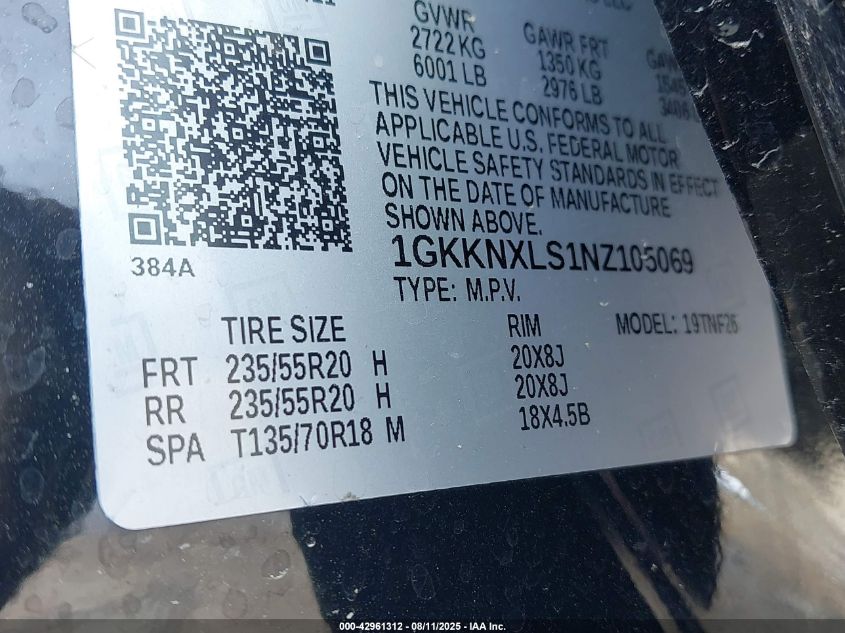 GVWR GAWR FRT
2722 KG 1350 KG
6001 LB 2976 LB
THIS VEHICLE CONFORMS TO ALL
APPLICABLE U.S. FEDERAL MOTOR
VEHICLE SAFETY STANDARDS IN EFFECT
ON THE DATE OF MANUFACTURE
SHOWN ABOVE.
1GKKNXLS1NZ105069
384A
TYPE: M.P.V.
TIRE SIZE RIM MODEL: 19TNF26
FRT 235/55R20 H 20X8J
RR 235/55R20 H 20X8J
SPA T135/70R18 M 18X4.5B
000-42961312 - 08/11/2025 - IAA Inc.